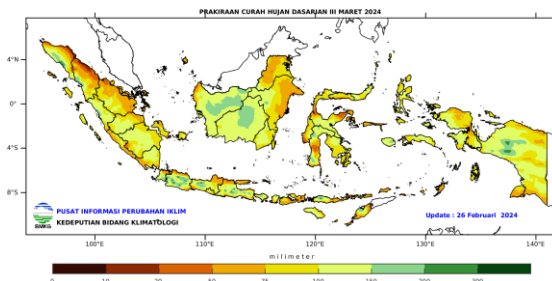 PRAKIRAAN CURAH HUJAN DASARIAN III MARET 2024
4°N
0°
4°S
8°S
BMKG
PUSAT INFORMASI PERUBAHAN IKLIM
KEDEPUTIAN BIDANG KLIMATOLOGI
Update : 26 Februari 2024
100°E 110°E 120°E 130°E 140°E
milimeter
0 10 20 50 75 100 150 200 300